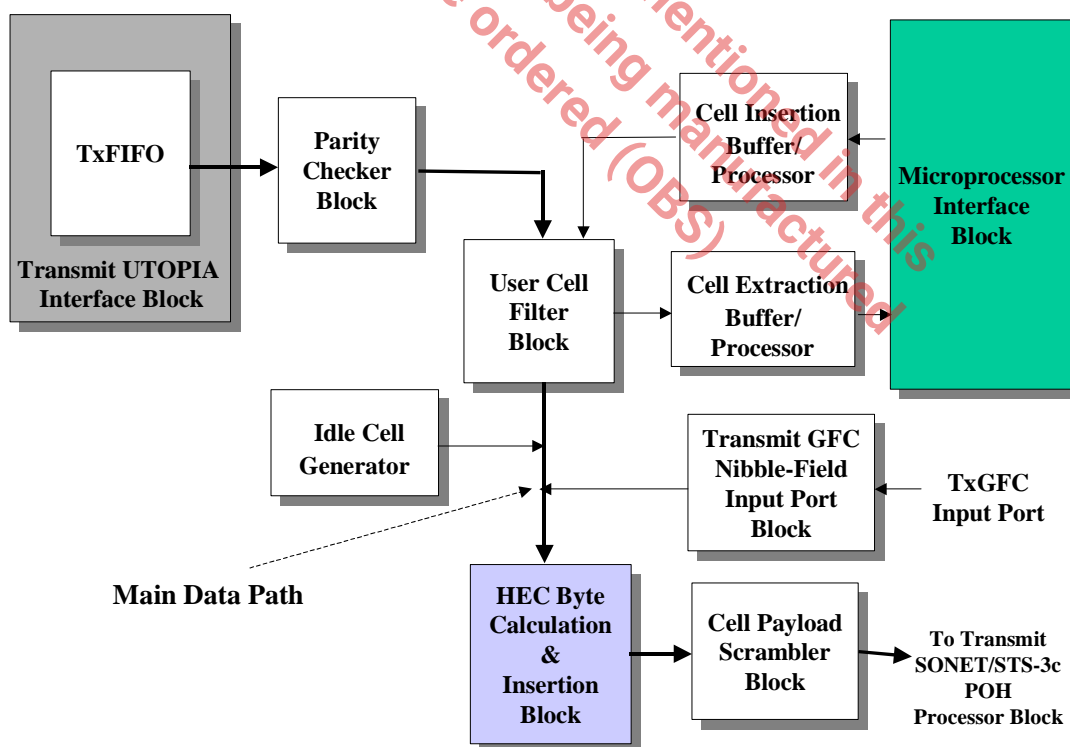 mentioned in this
being manufactured
e ordered (OBS)
TxFIFO
Transmit UTOPIA
Interface Block
Parity
Checker
Block
Cell Insertion
Buffer/
Processor
Microprocessor
Interface
Block
User Cell
Filter
Block
Cell Extraction
Buffer/
Processor
Idle Cell
Generator
Transmit GFC
Nibble-Field
Input Port
Block
TxGFC
Input Port
Main Data Path
HEC Byte
Calculation
&
Insertion
Block
Cell Payload
Scrambler
Block
To Transmit
SONET/STS-3c
POH
Processor Block